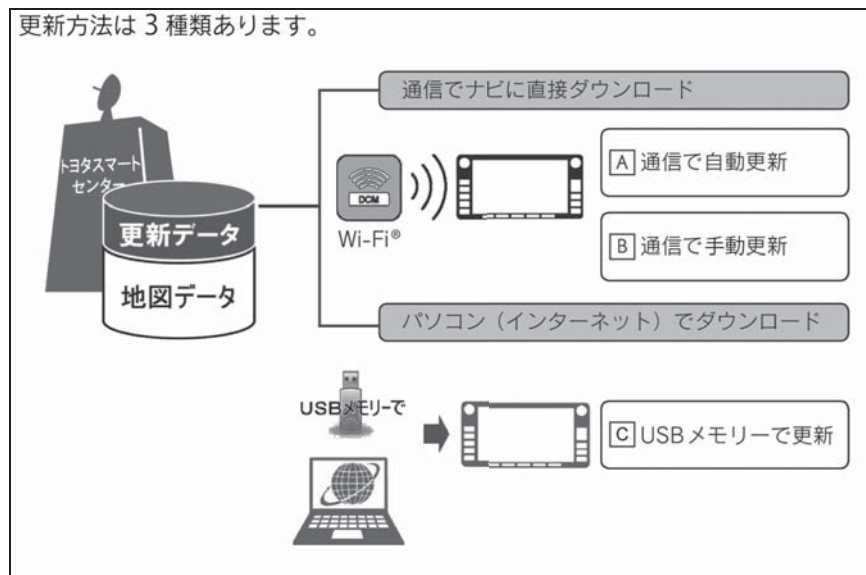 更新方法は 3 種類あります。
通信でナビに直接ダウンロード
トヨタスマート
センター
更新データ
地図データ
DCM
Wi-Fi®
A 通信で自動更新
B 通信で手動更新
パソコン（インターネット）でダウンロード
USBメモリーで
C USBメモリーで更新